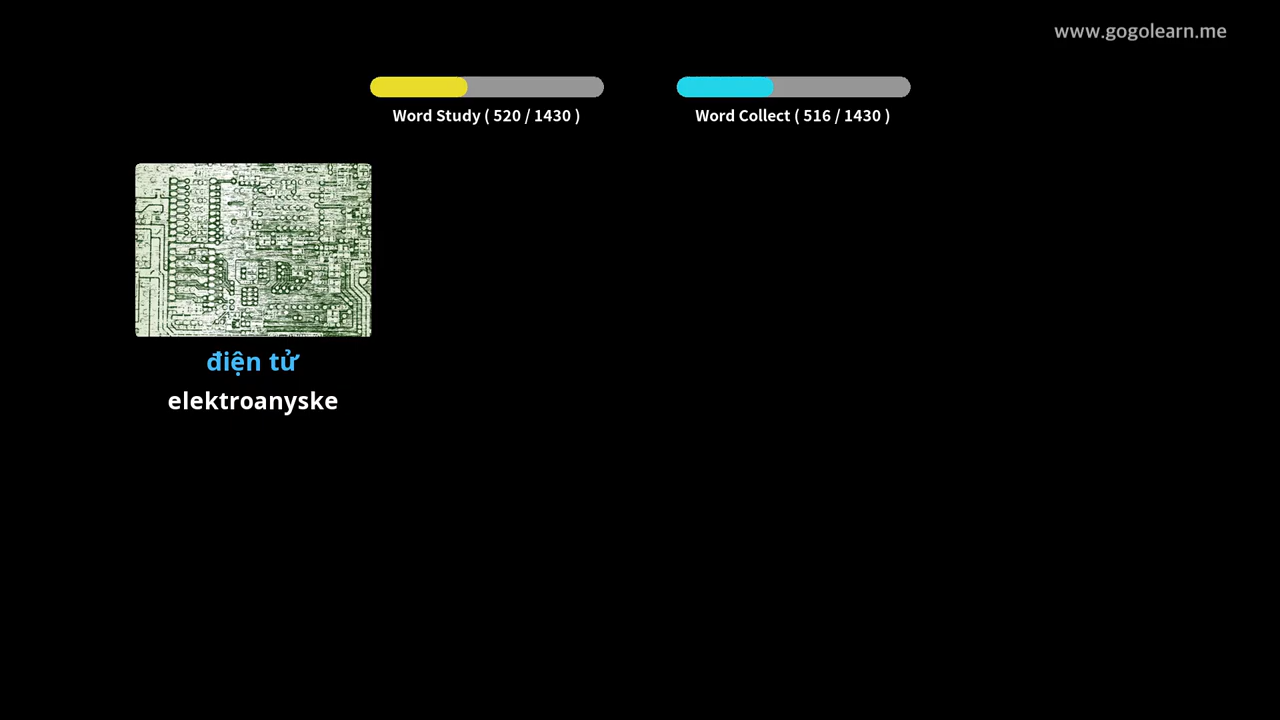 www.gogolearn.me
Word Study ( 520 / 1430 )
Word Collect ( 516 / 1430 )
điện tử
elektroanyske